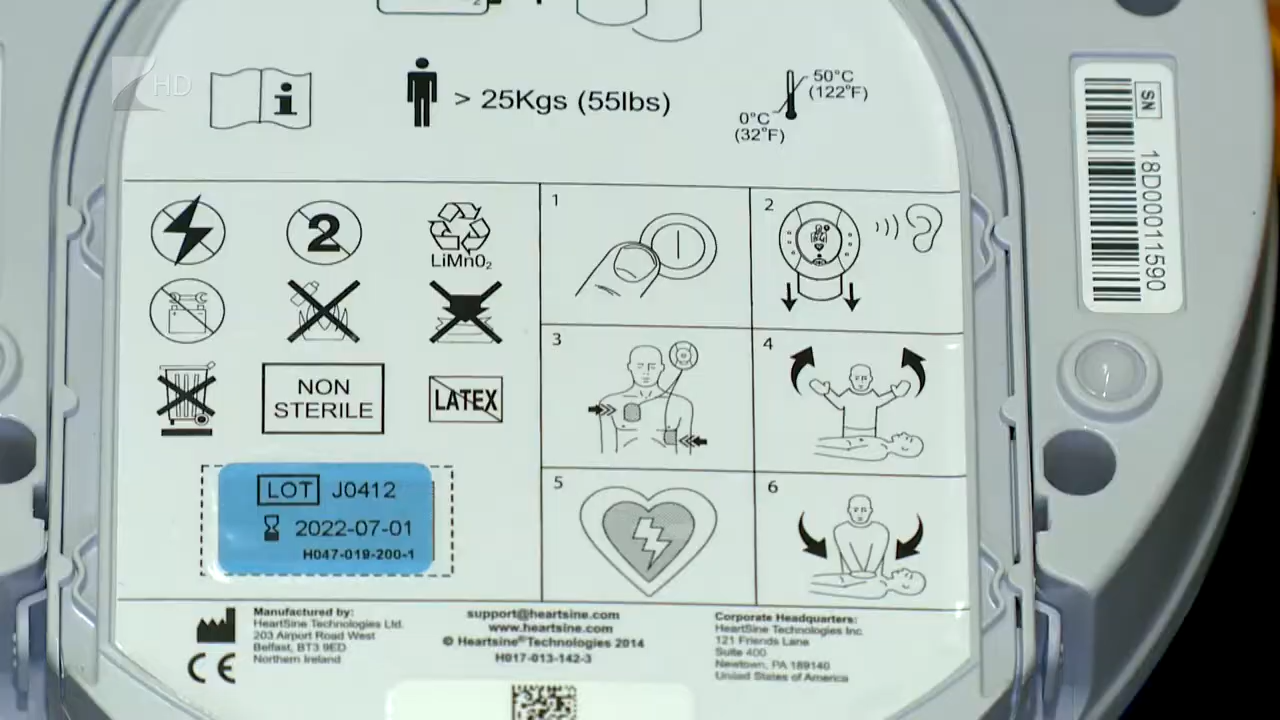 HD
> 25Kgs (55lbs)
50°C
(122°F)
0°C
(32°F)
SN
18D00011590
2
LiMnO₂
NON
STERILE
LATEX
1
2
3
4
5
6
LOT J0412
2022-07-01
H047-019-200-1
Manufactured by:
HeartSine Technologies Ltd.
203 Airport Road West
Belfast, BT3 9ED
Northern Ireland
CE
support@heartsine.com
www.heartsine.com
© Heartsine® Technologies 2014
H017-013-142-3
Corporate Headquarters:
HeartSine Technologies Inc.
121 Friends Lane
Suite 400
Newtown, PA 189140
United States of America